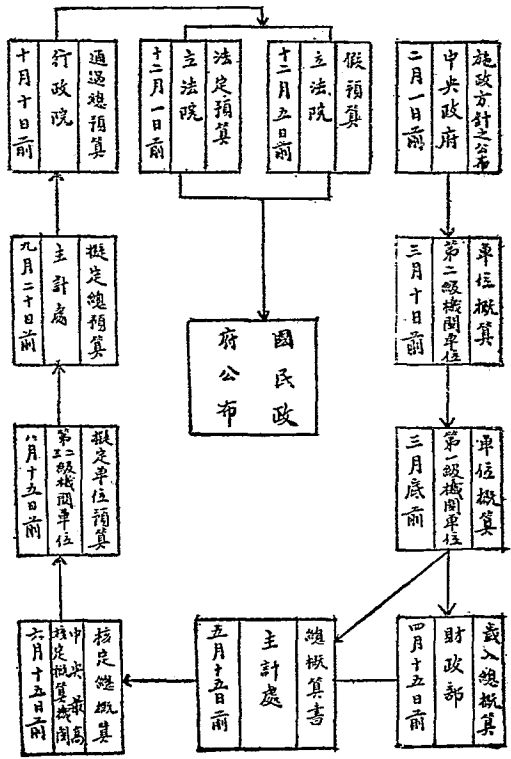 施政方針之公布
中央政府
二月一日前
單位概算
第二級機関單位
三月十日前
單位概算
第一級機関單位
三月底前
歲入總概算
財政部
四月十五日前
總概算書
主計處
五月十五日前
核定總概算
中央最高
核定概算機関
六月十五日前
擬定單位預算
第二三級機関單位
八月十五日前
擬定總預算
主計處
九月二十日前
通過總預算
行政院
十月十日前
假預算
立法院
十二月五日前
法定預算
立法院
十二月一日前
國民政
府公布